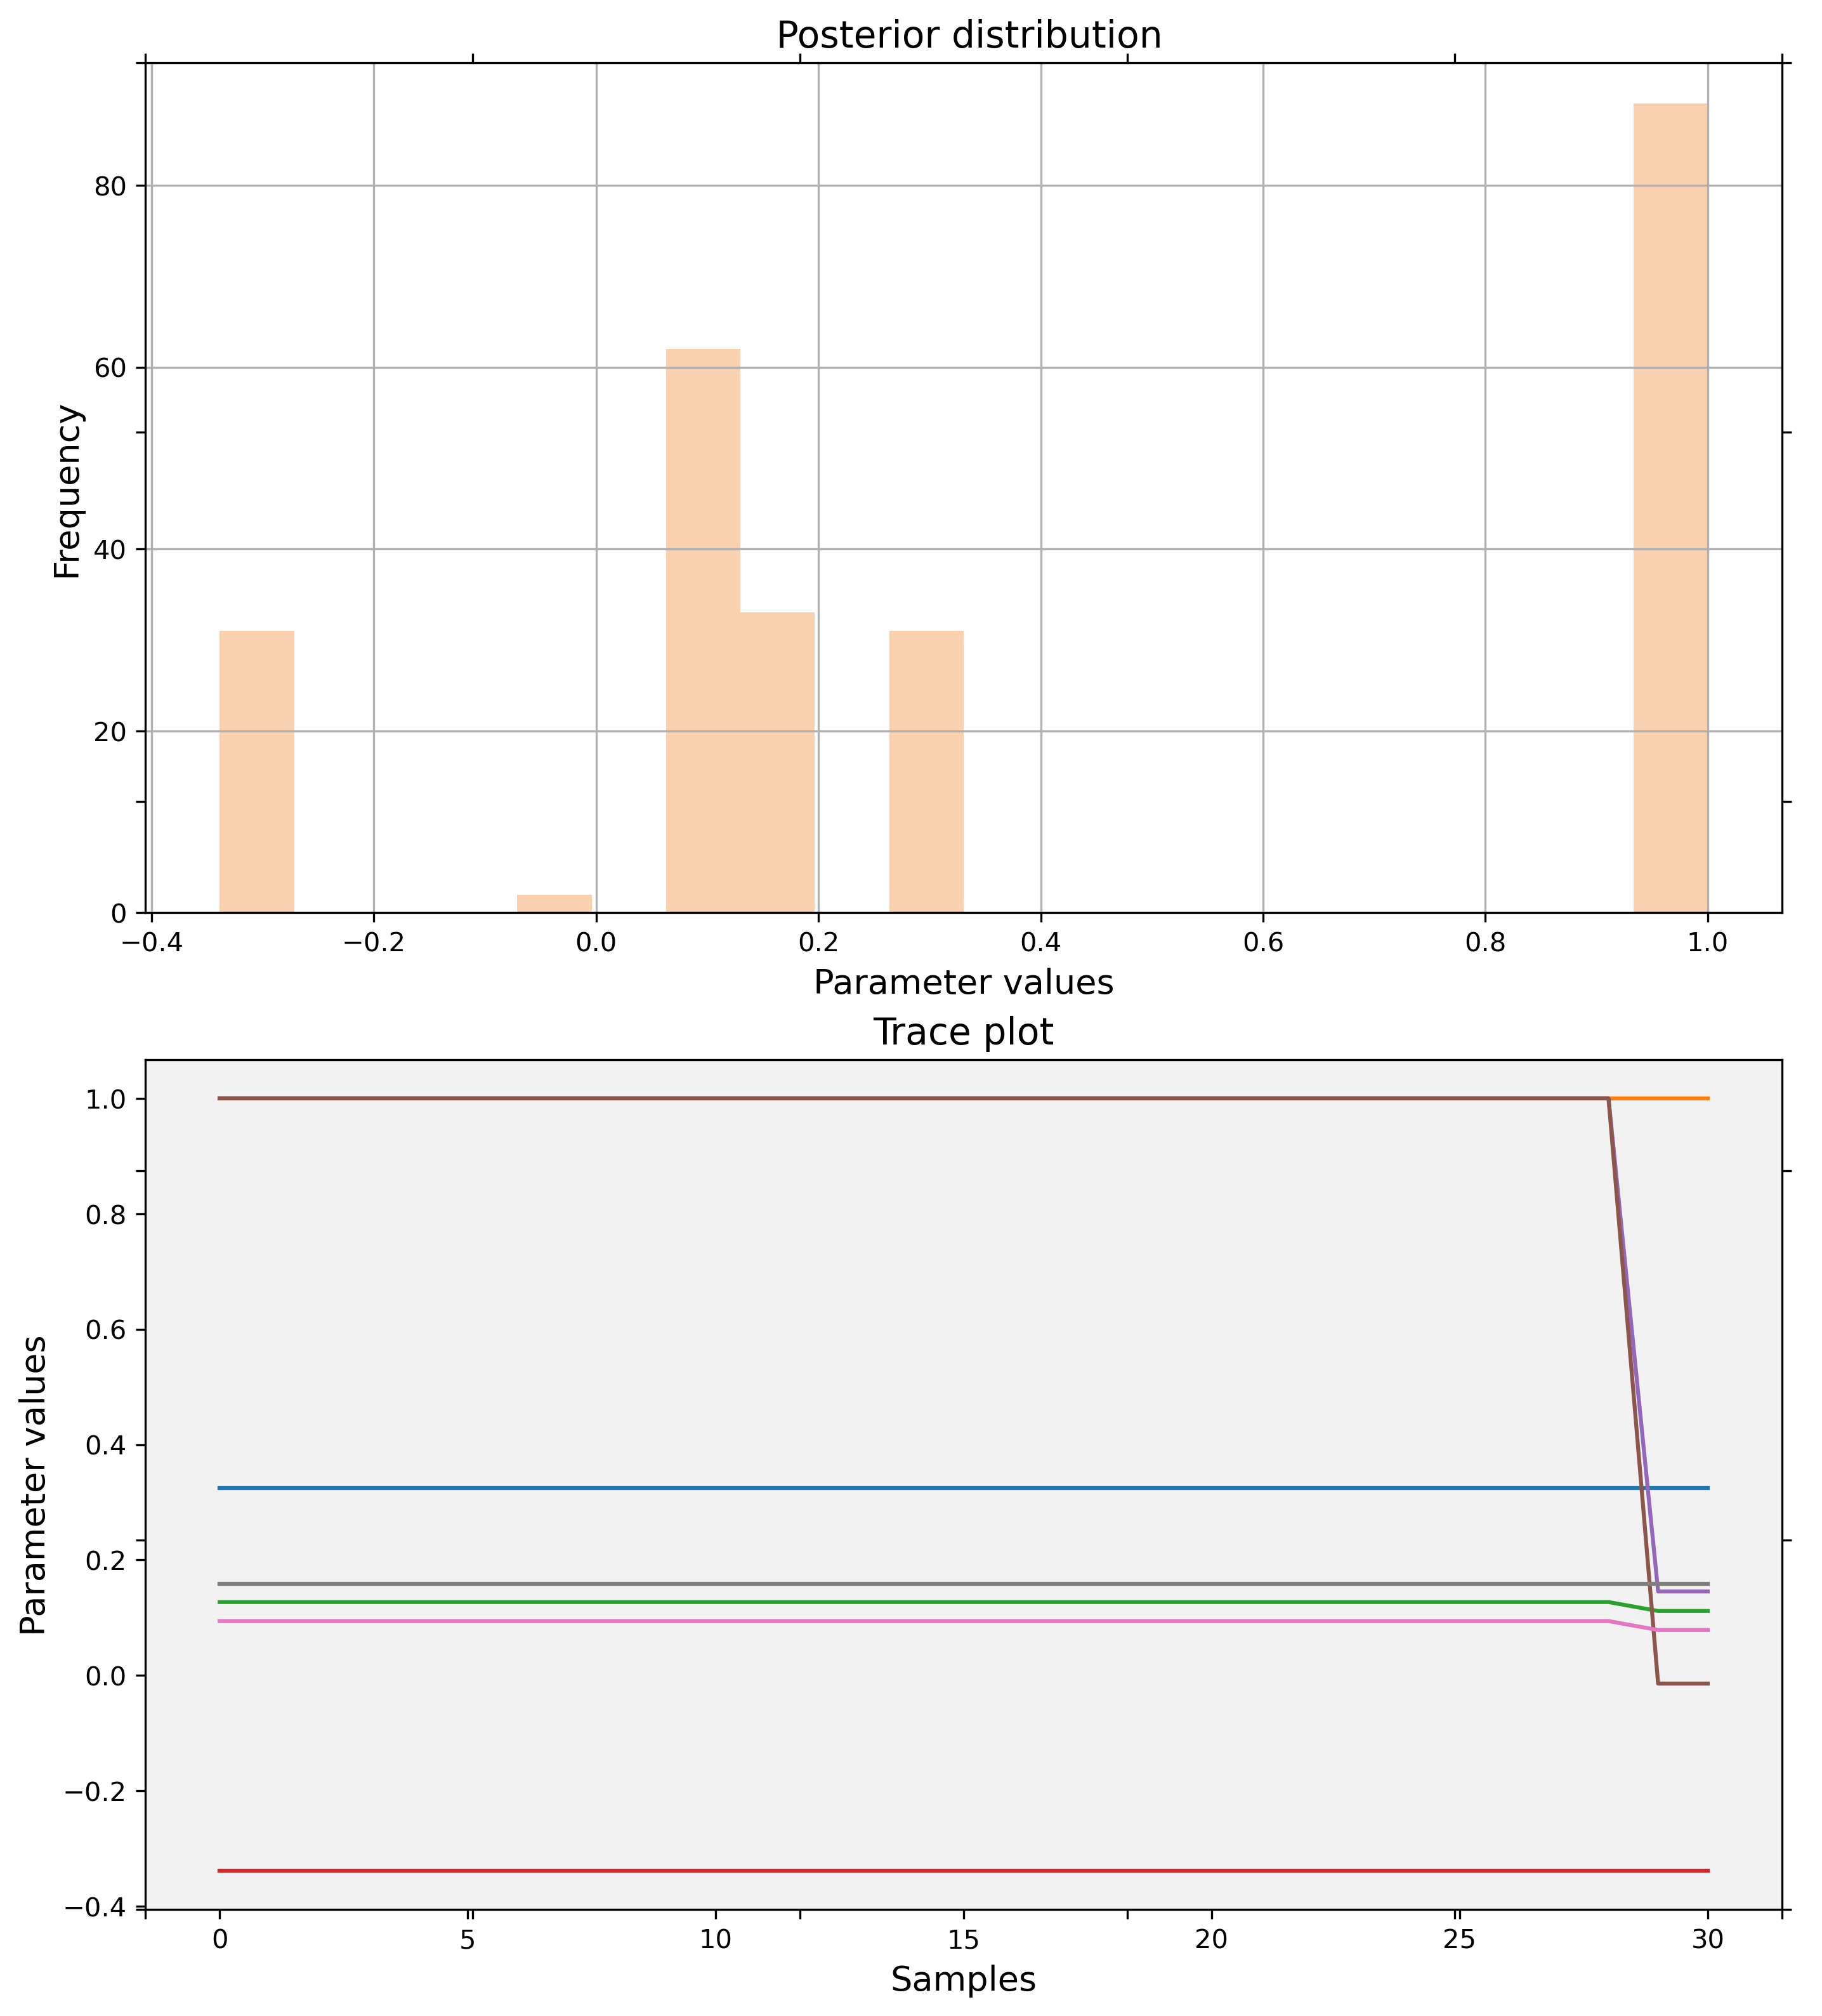 Posterior distribution
80
60
40
20
0
Frequency
−0.4 −0.2 0.0 0.2 0.4 0.6 0.8 1.0
Parameter values
Trace plot
1.0
0.8
0.6
0.4
0.2
0.0
−0.2
−0.4
Parameter values
0 5 10 15 20 25 30
Samples